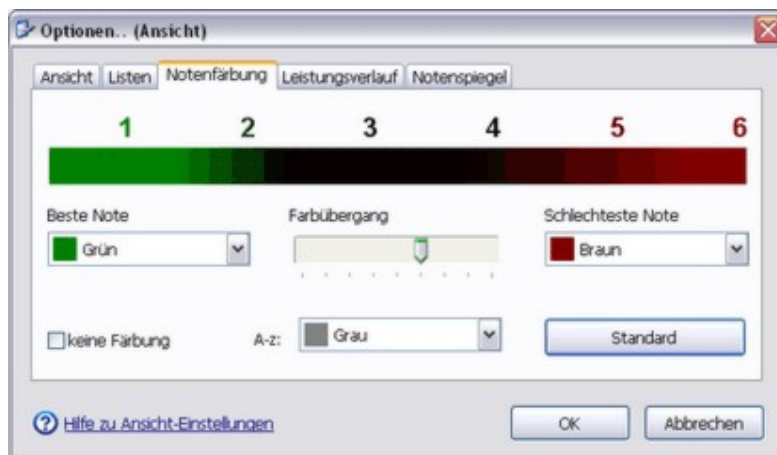 Optionen.. (Ansicht)
Ansicht Listen Notenfärbung Leistungsverlauf Notenspiegel
1 2 3 4 5 6
Beste Note Farbübergang Schlechteste Note
Grün Braun
keine Färbung A-z: Grau Standard
Hilfe zu Ansicht-Einstellungen OK Abbrechen